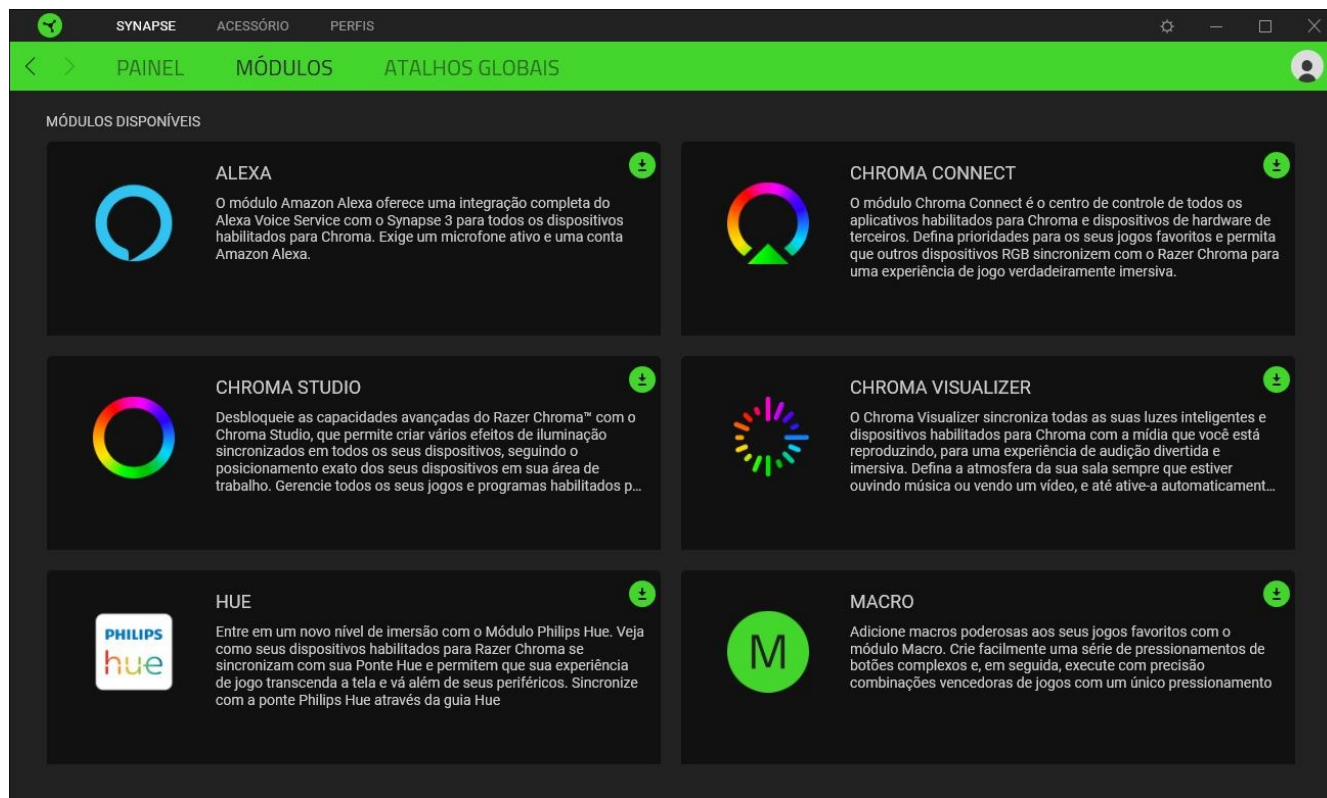 SYNAPSE ACESSÓRIO PERFIS
PAINEL MÓDULOS ATALHOS GLOBAIS
MÓDULOS DISPONÍVEIS
ALEXA
O módulo Amazon Alexa oferece uma integração completa do
Alexa Voice Service com o Synapse 3 para todos os dispositivos
habilitados para Chroma. Exige um microfone ativo e uma conta
Amazon Alexa.
CHROMA CONNECT
O módulo Chroma Connect é o centro de controle de todos os
aplicativos habilitados para Chroma e dispositivos de hardware de
terceiros. Defina prioridades para os seus jogos favoritos e permita
que outros dispositivos RGB sincronizem com o Razer Chroma para
uma experiência de jogo verdadeiramente imersiva.
CHROMA STUDIO
Desbloqueie as capacidades avançadas do Razer Chroma™ com o
Chroma Studio, que permite criar vários efeitos de iluminação
sincronizados em todos os seus dispositivos, seguindo o
posicionamento exato dos seus dispositivos em sua área de
trabalho. Gerencie todos os seus jogos e programas habilitados p...
CHROMA VISUALIZER
O Chroma Visualizer sincroniza todas as suas luzes inteligentes e
dispositivos habilitados para Chroma com a mídia que você está
reproduzindo, para uma experiência de audição divertida e
imersiva. Defina a atmosfera da sua sala sempre que estiver
ouvindo música ou vendo um vídeo, e até ative-a automaticament...
PHILIPS
hue
HUE
Entre em um novo nível de imersão com o Módulo Philips Hue. Veja
como seus dispositivos habilitados para Razer Chroma se
sincronizam com sua Ponte Hue e permitem que sua experiência
de jogo transcenda a tela e vá além de seus periféricos. Sincronize
com a ponte Philips Hue através da guia Hue
M
MACRO
Adicione macros poderosas aos seus jogos favoritos com o
módulo Macro. Crie facilmente uma série de pressionamentos de
botões complexos e, em seguida, execute com precisão
combinações vencedoras de jogos com um único pressionamento